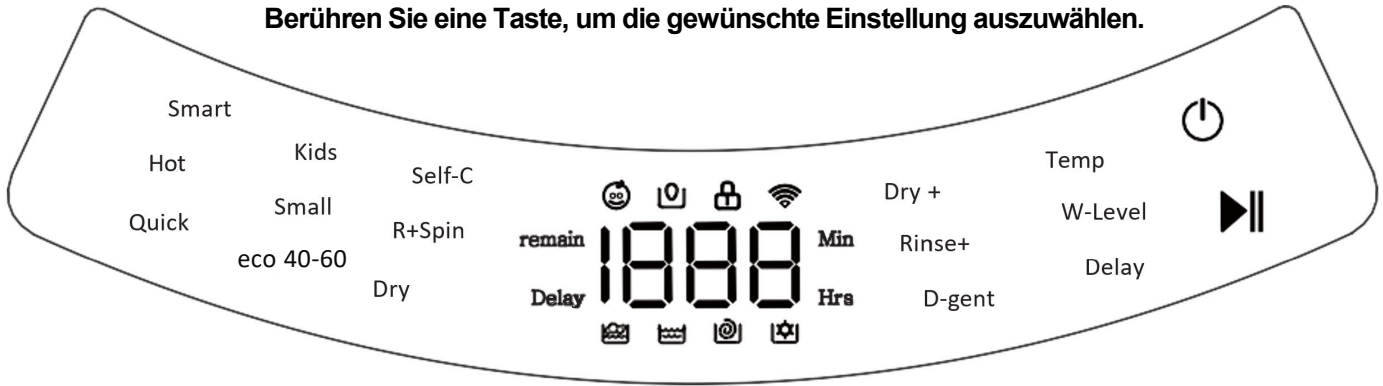 Berühren Sie eine Taste, um die gewünschte Einstellung auszuwählen.
Smart
Hot
Quick
Kids
Small
eco 40-60
Self-C
R+Spin
Dry
remain
Delay
1888
Min
Hrs
Dry +
Rinse+
D-gent
Temp
W-Level
Delay